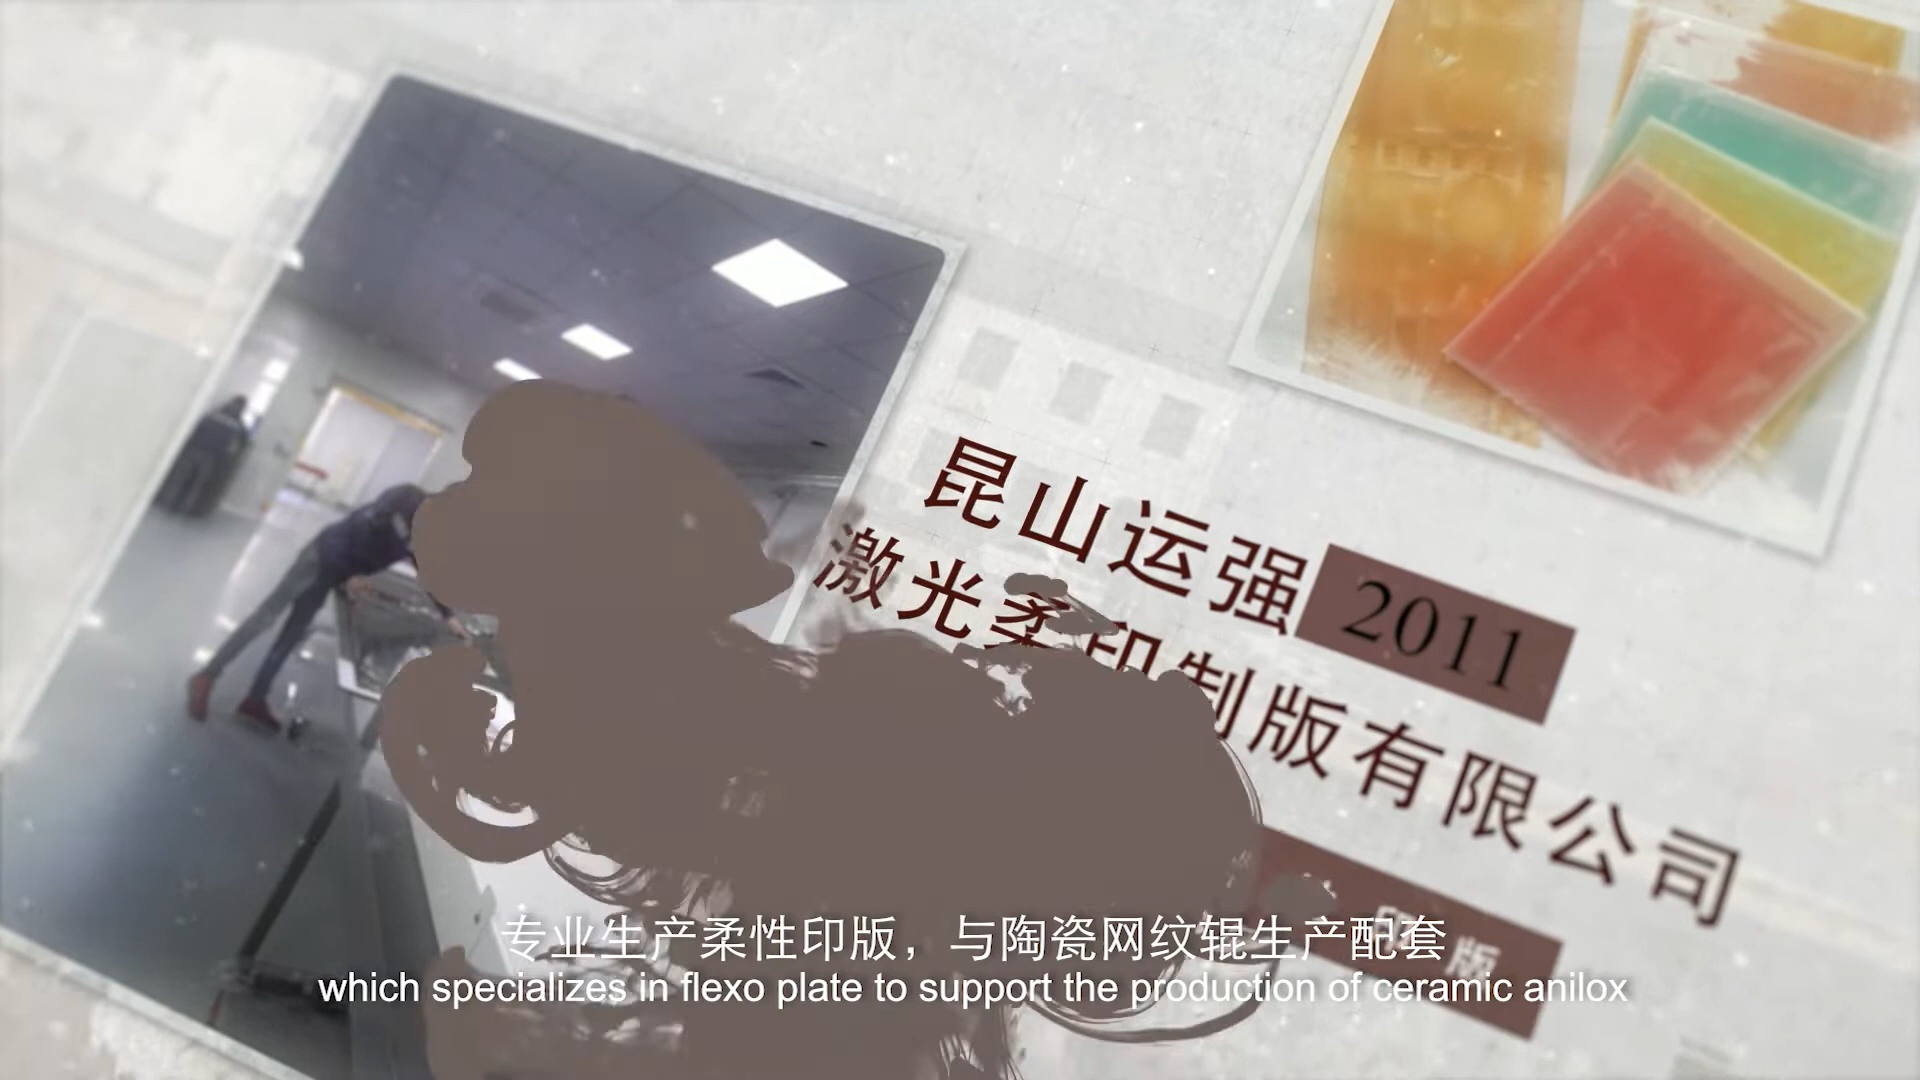 昆山运强
2011
激光柔印制版有限公司
版
专业生产柔性印版，与陶瓷网纹辊生产配套
which specializes in flexo plate to support the production of ceramic anilox